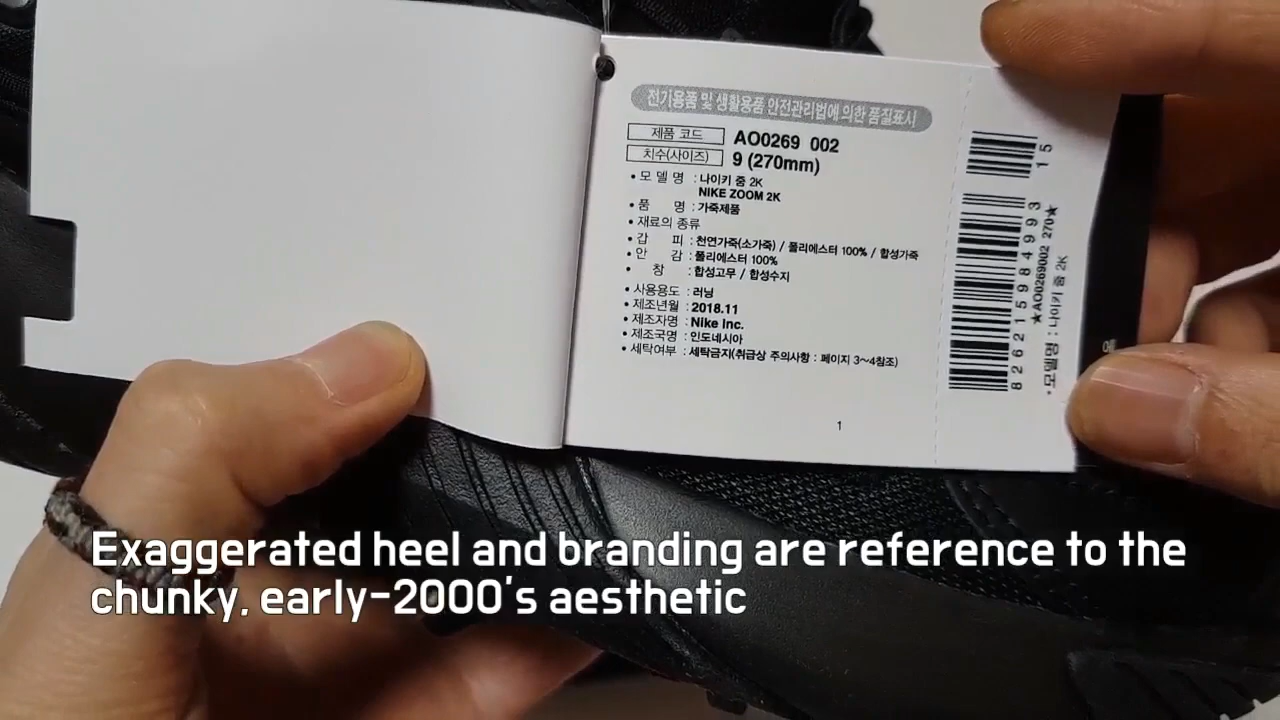 전기용품 및 생활용품 안전관리법에 의한 품질표시
제품 코드 AO0269 002
치수(사이즈) 9 (270mm)
• 모 델 명 : 나이키 줌 2K
NIKE ZOOM 2K
• 품 명 : 가죽제품
• 재료의 종류
• 갑 피 : 천연가죽(소가죽) / 폴리에스터 100% / 합성가죽
• 안 감 : 폴리에스터 100%
• 창 : 합성고무 / 합성수지
• 사용용도 : 러닝
• 제조년월 : 2018.11
• 제조자명 : Nike Inc.
• 제조국명 : 인도네시아
• 세탁여부 : 세탁금지(취급상 주의사항 : 페이지 3~4참조)
1
15
826215984993
★AO0269002 270★
• 모델명 : 나이키 줌 2K
Exaggerated heel and branding are reference to the
chunky, early-2000's aesthetic